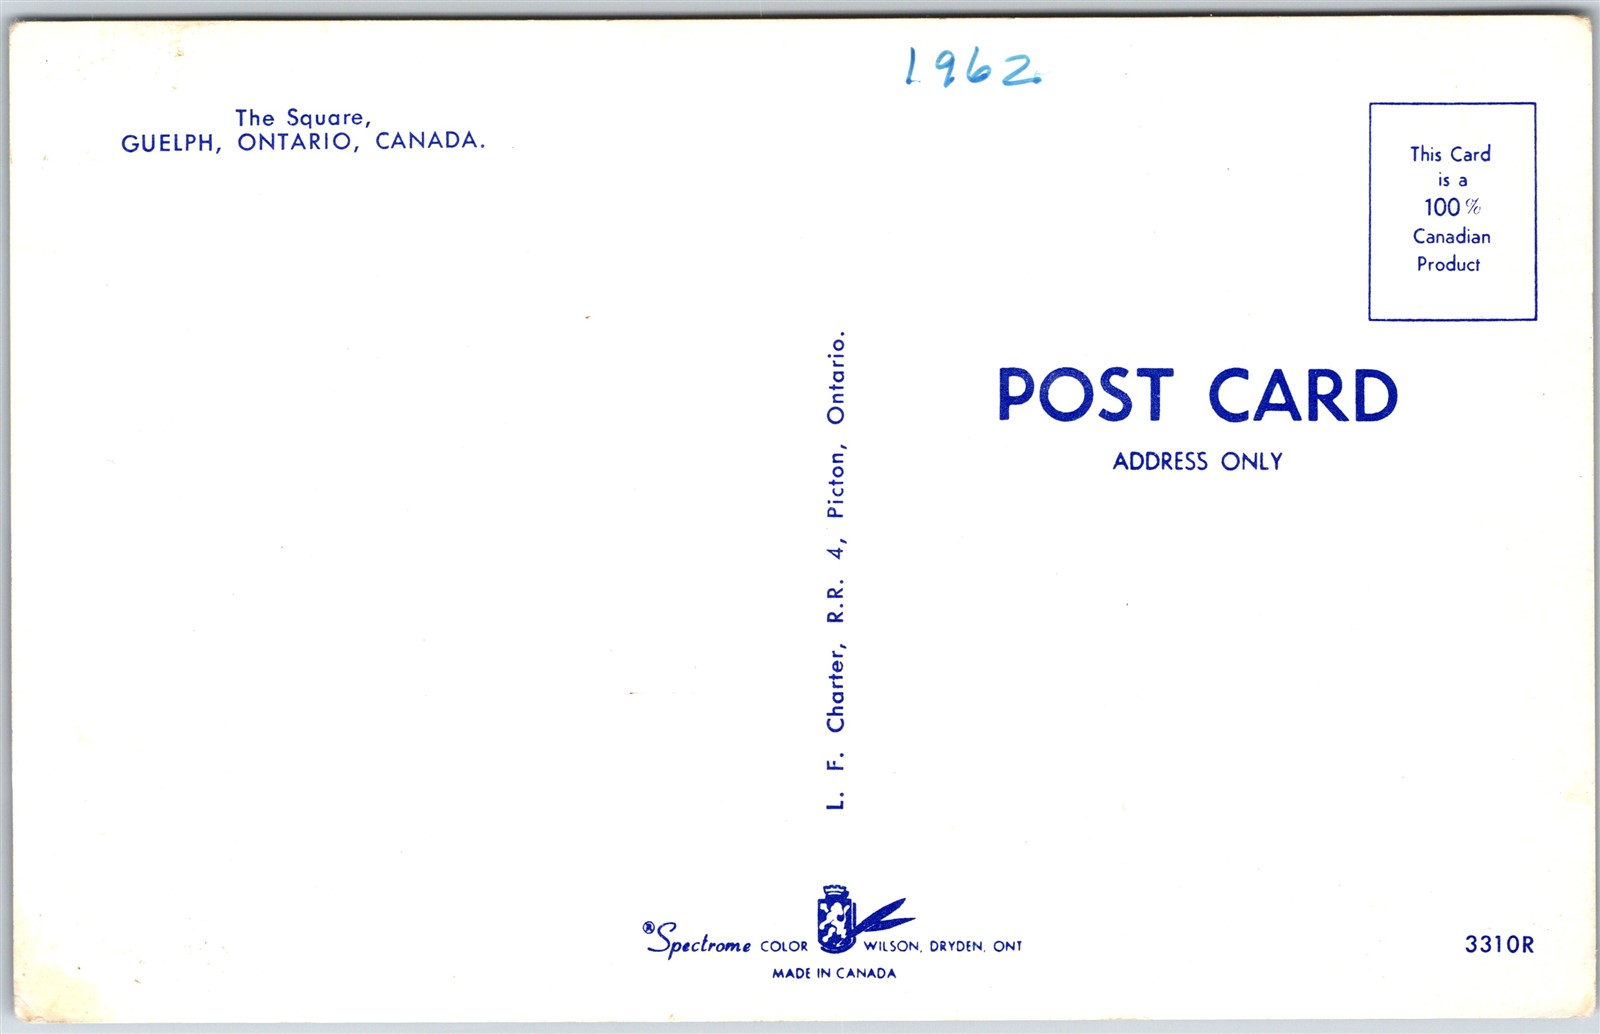 1962
The Square,
GUELPH, ONTARIO, CANADA.
This Card
is a
100%
Canadian
Product
POST CARD
ADDRESS ONLY
L. F. Charter, R.R. 4, Picton, Ontario.
®Spectrome COLOR WILSON, DRYDEN, ONT
MADE IN CANADA
3310R